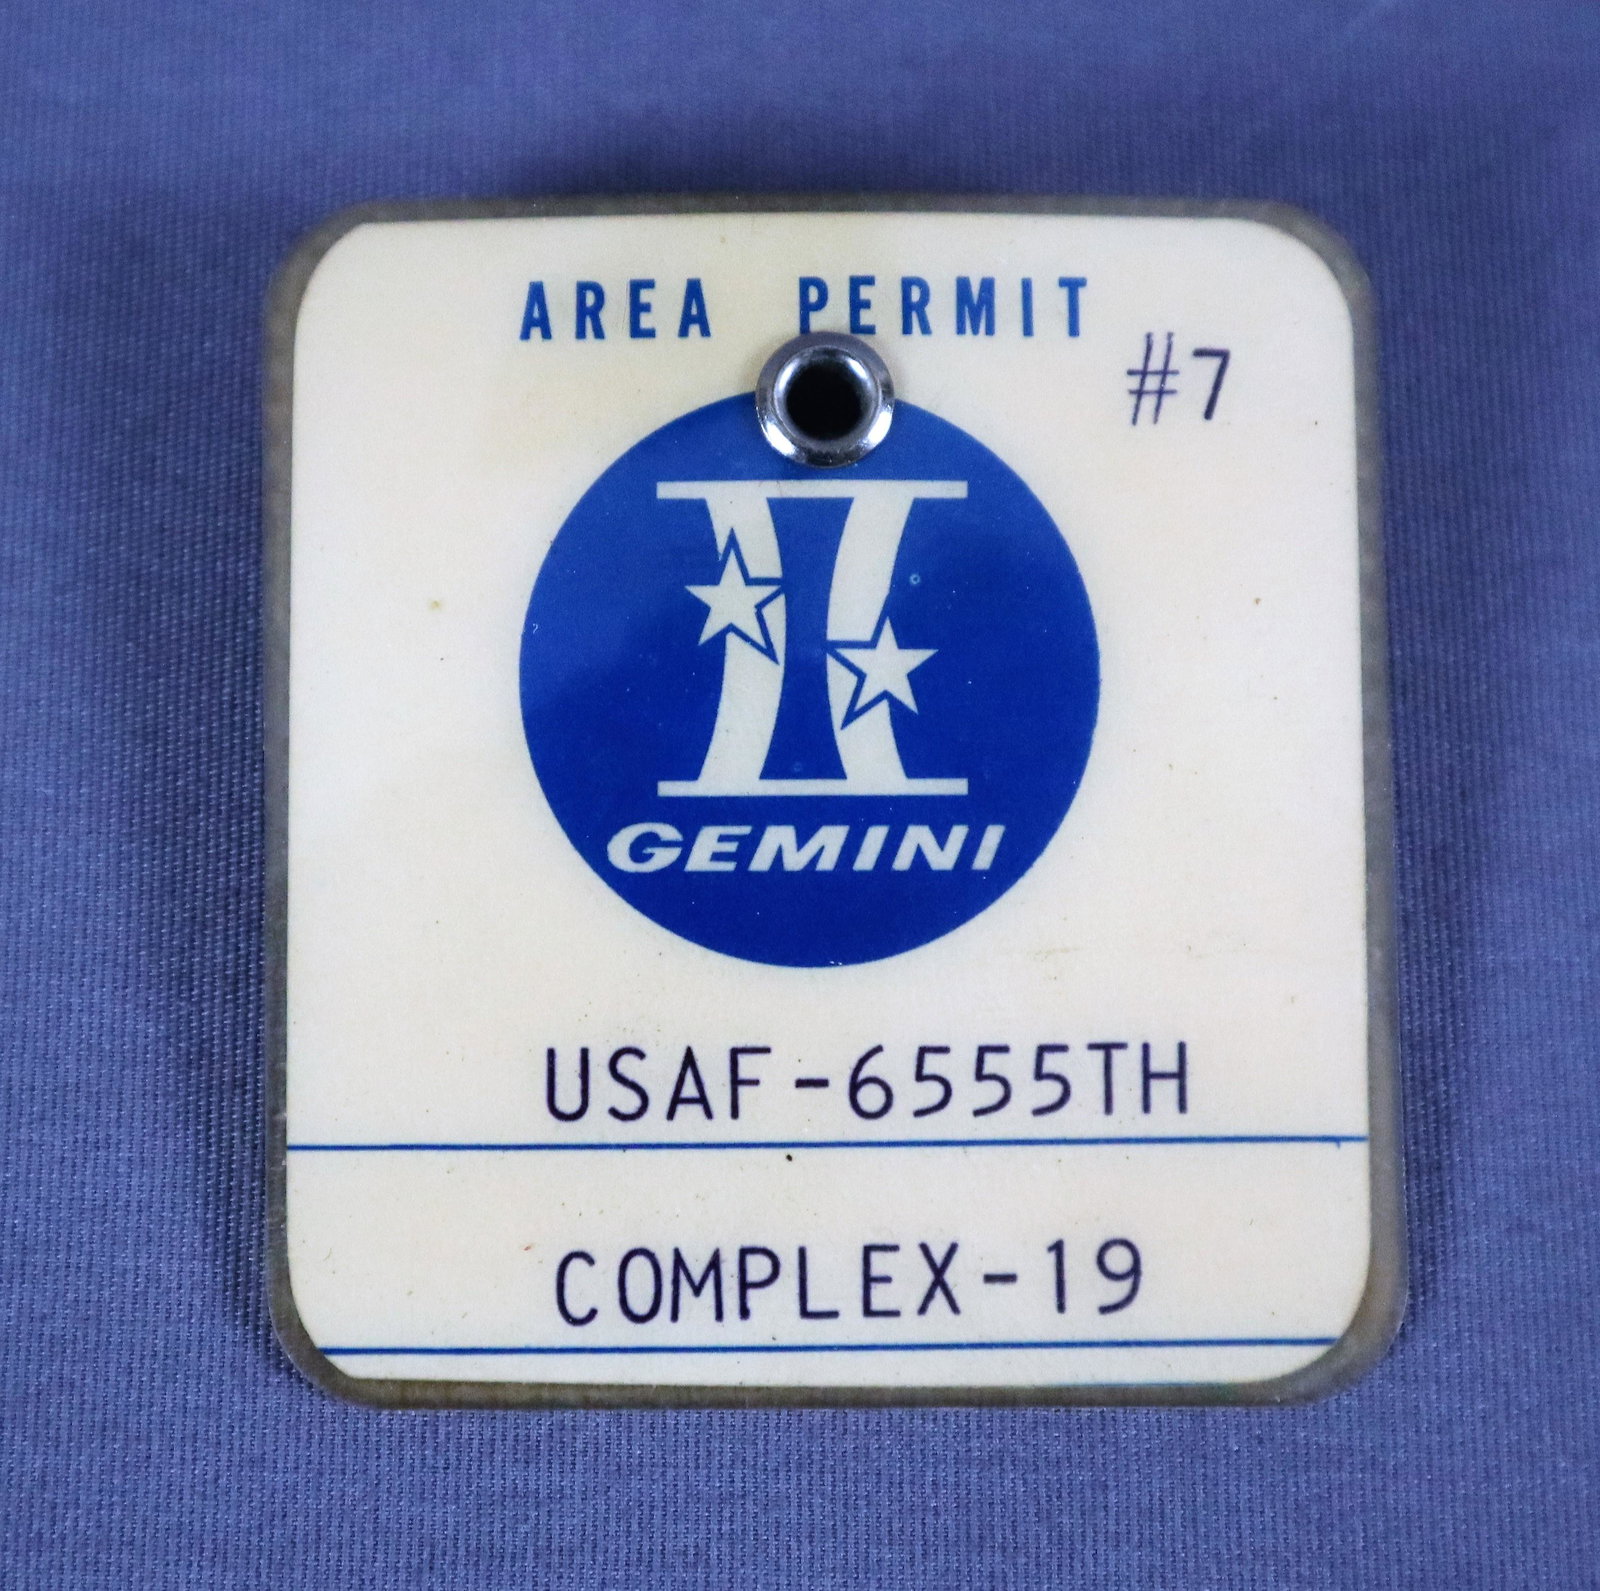 AREA PERMIT
#7
GEMINI
USAF-6555TH
COMPLEX-19